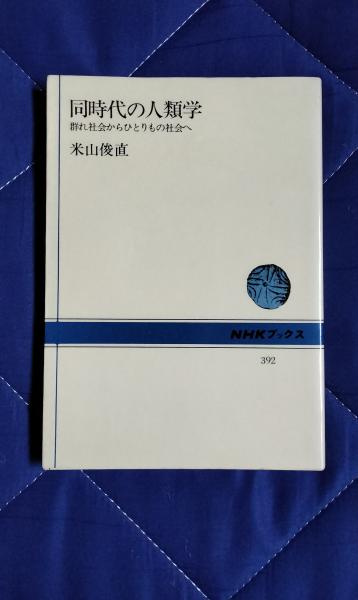 同時代の人類学
群れ社会からひとりもの社会へ
米山俊直
NHKブックス
392